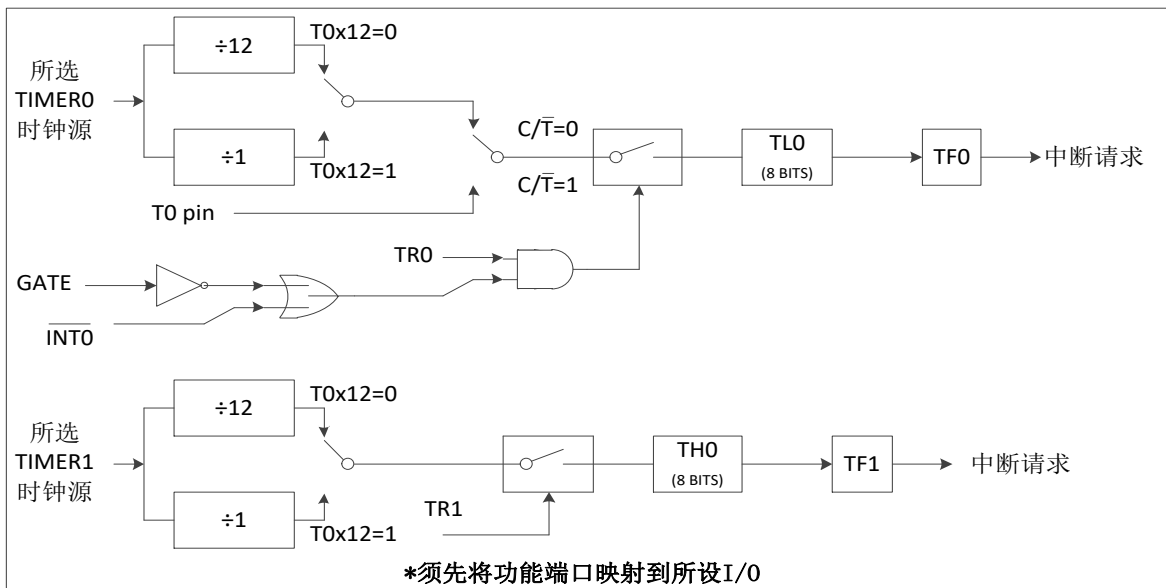 ÷12
T0x12=0
所选
TIMER0
时钟源
÷1
T0x12=1
C/T̅=0
C/T̅=1
TL0
(8 BITS)
TF0
中断请求
T0 pin
TR0
GATE
I̅N̅T̅0̅
÷12
T0x12=0
所选
TIMER1
时钟源
÷1
T0x12=1
TR1
TH0
(8 BITS)
TF1
中断请求
*须先将功能端口映射到所设I/O